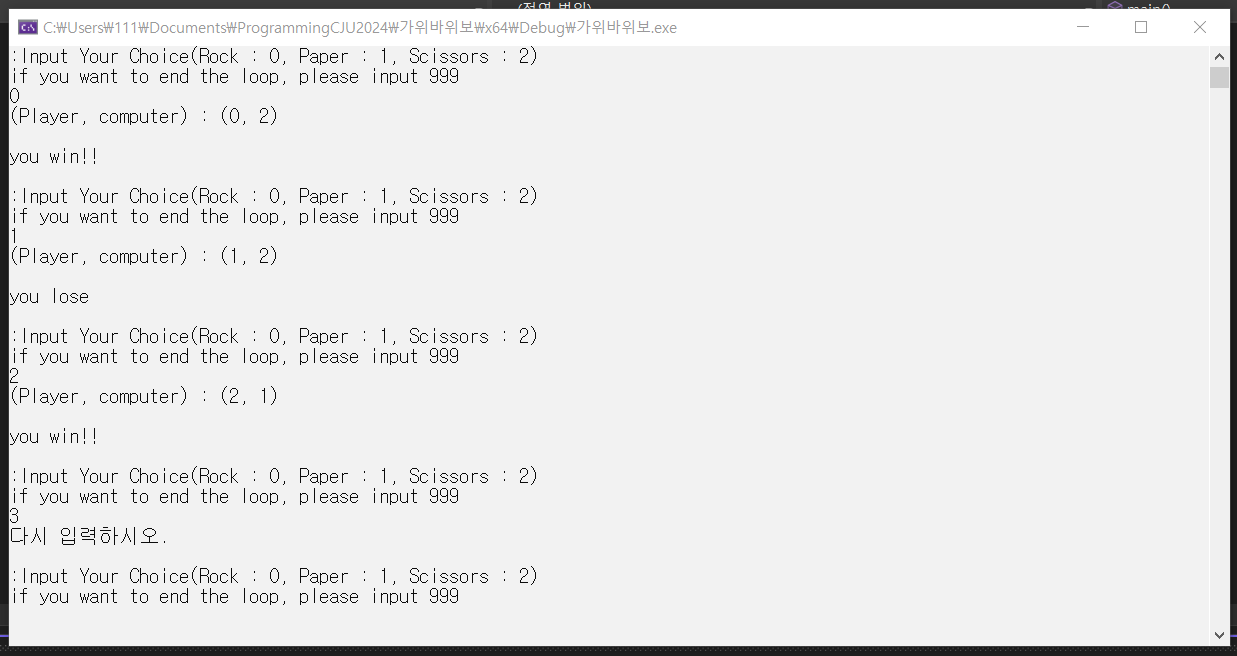 (전역 범위)
main()
C:\Users\111\Documents\ProgrammingCJU2024\가위바위보\x64\Debug\가위바위보.exe
:Input Your Choice(Rock : 0, Paper : 1, Scissors : 2)
if you want to end the loop, please input 999
0
(Player, computer) : (0, 2)
you win!!
:Input Your Choice(Rock : 0, Paper : 1, Scissors : 2)
if you want to end the loop, please input 999
1
(Player, computer) : (1, 2)
you lose
:Input Your Choice(Rock : 0, Paper : 1, Scissors : 2)
if you want to end the loop, please input 999
2
(Player, computer) : (2, 1)
you win!!
:Input Your Choice(Rock : 0, Paper : 1, Scissors : 2)
if you want to end the loop, please input 999
3
다시 입력하시오.
:Input Your Choice(Rock : 0, Paper : 1, Scissors : 2)
if you want to end the loop, please input 999